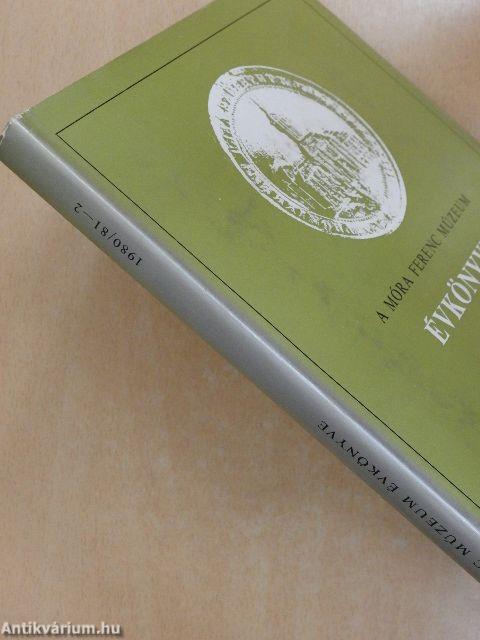 A MÓRA FERENC MÚZEUM
ÉVKÖNYV
1980/81—2
C MÚZEUM ÉVKÖNYVE
Antikvárium.hu